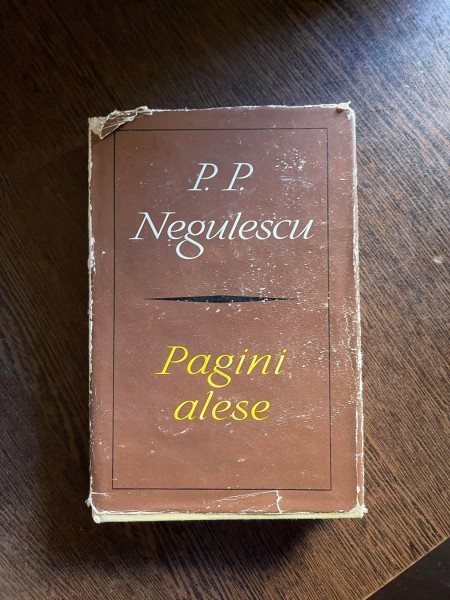 P. P.
Negulescu
Pagini
alese